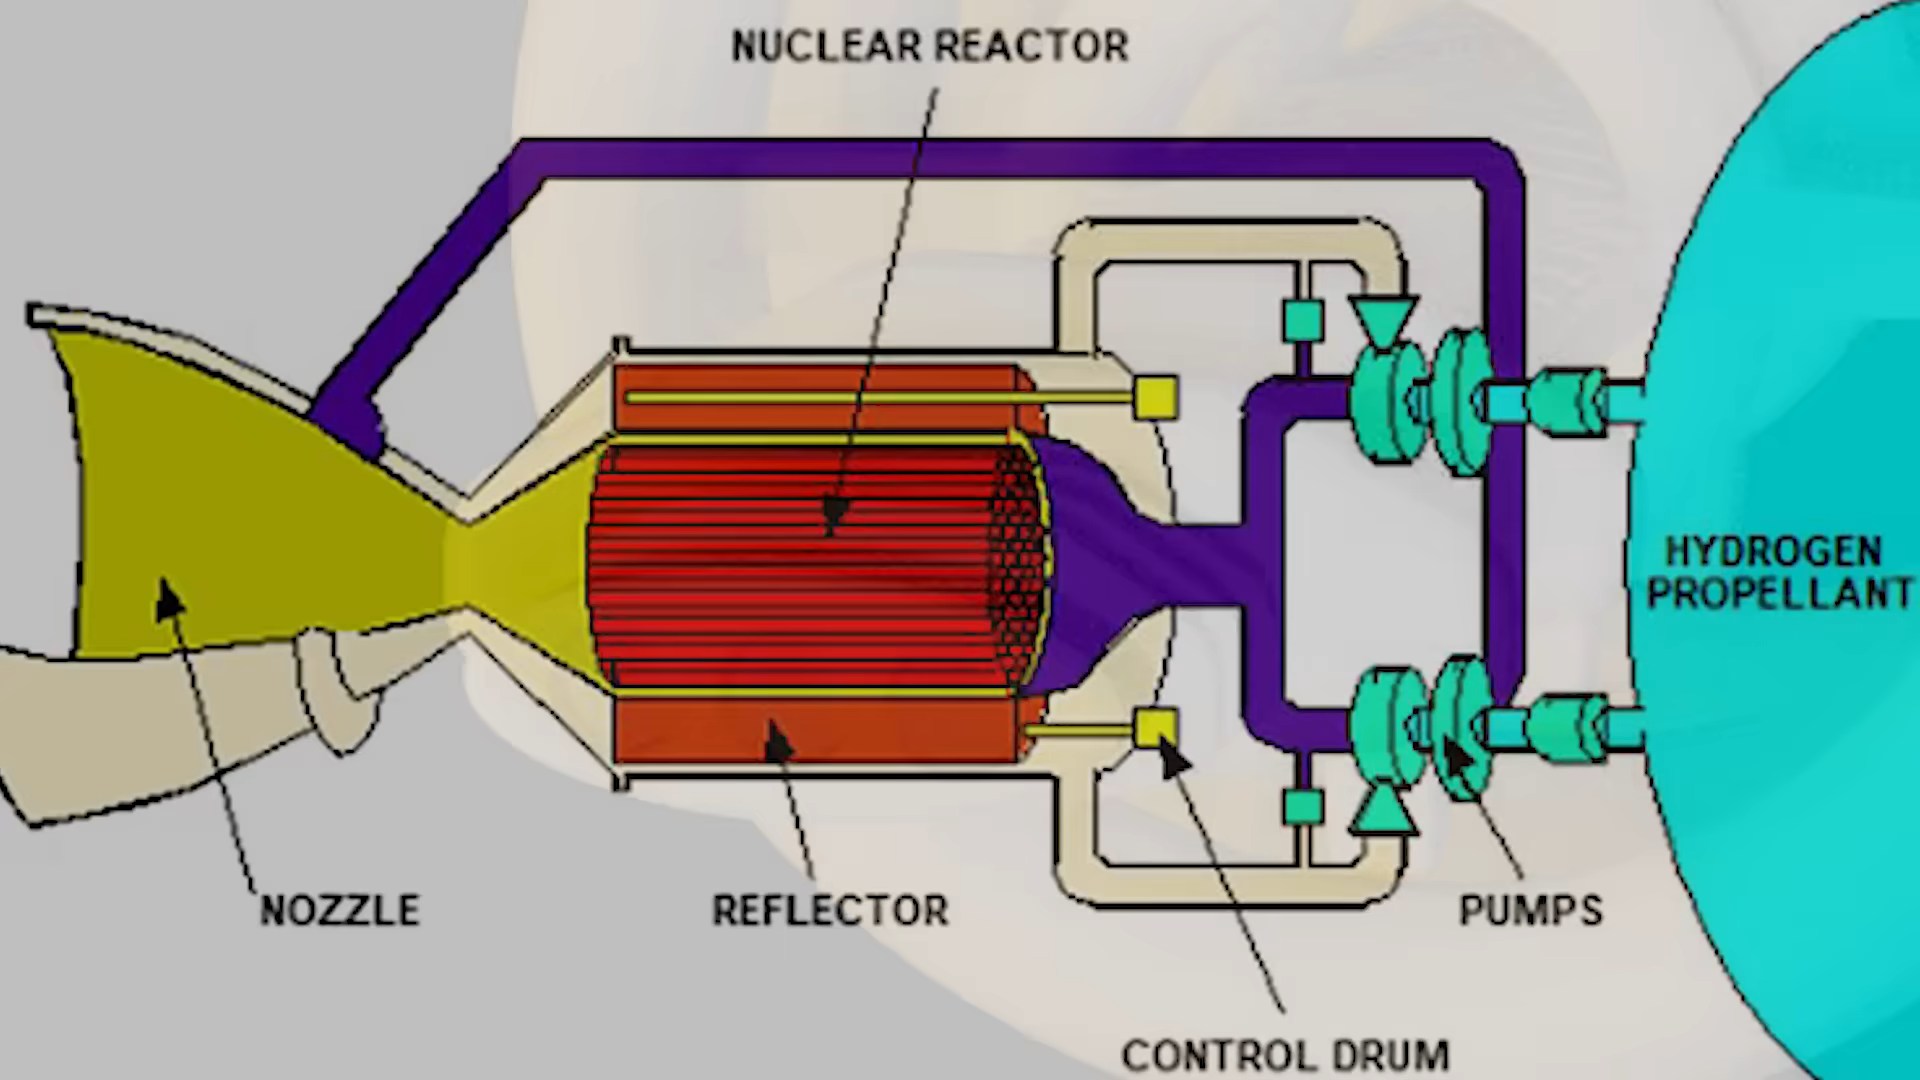 NUCLEAR REACTOR
HYDROGEN
PROPELLANT
NOZZLE
REFLECTOR
PUMPS
CONTROL DRUM